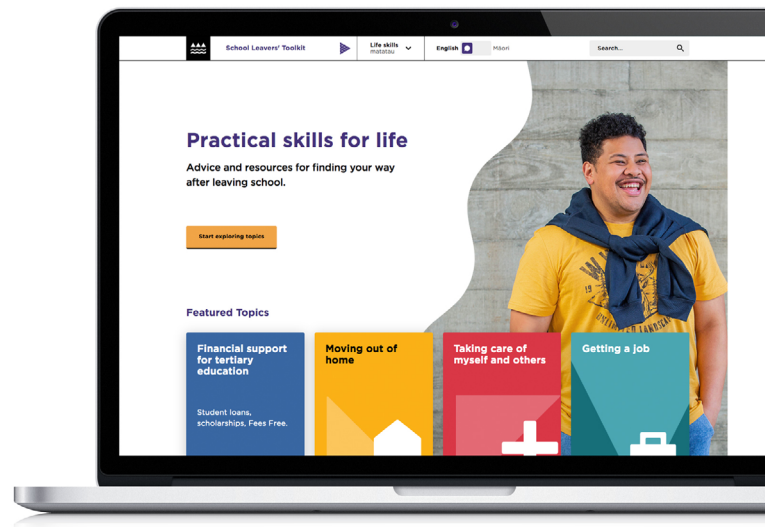 School Leavers' Toolkit
Life skills
matatau
English
Māori
Search...
Practical skills for life
Advice and resources for finding your way
after leaving school.
Start exploring topics
Featured Topics
Financial support
for tertiary
education
Student loans,
scholarships, Fees Free.
Moving out of
home
Taking care of
myself and others
Getting a job
19